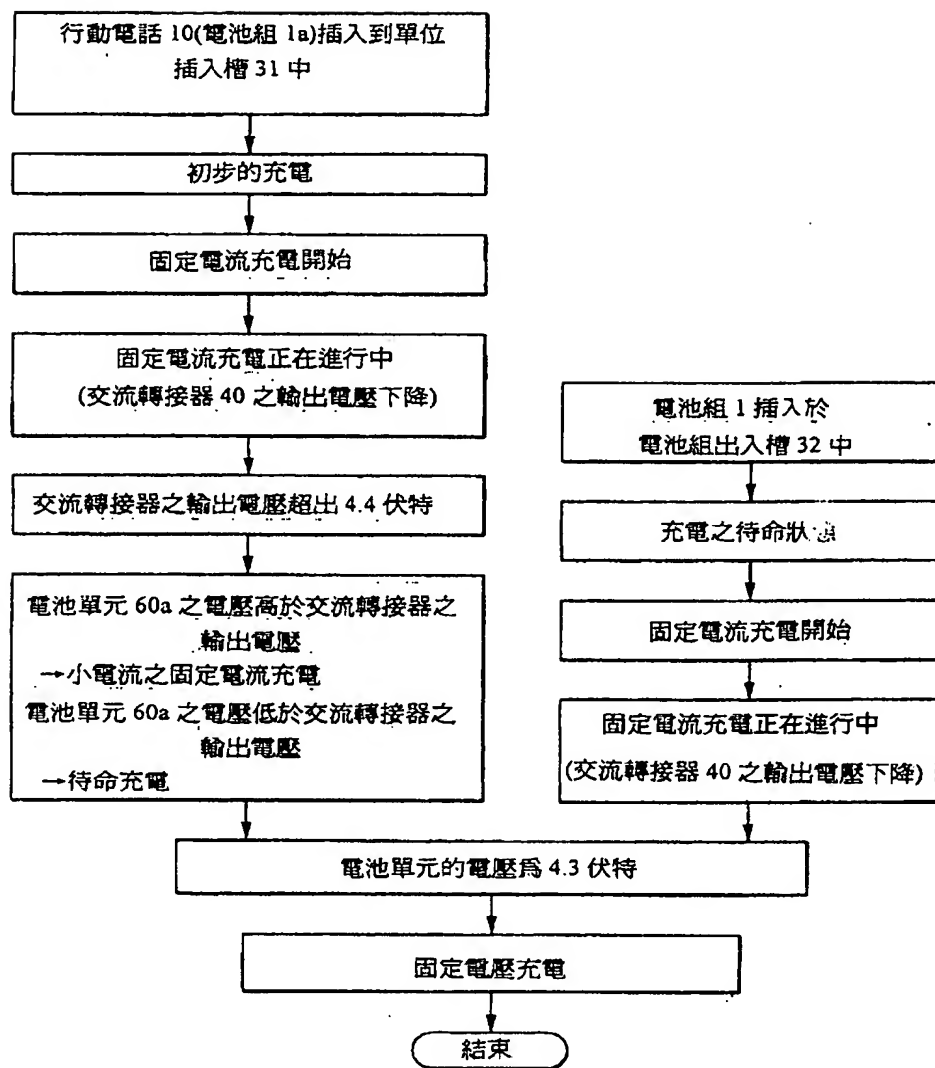 行動電話 10(電池組 1a)插入到單位
插入槽 31 中
初步的充電
固定電流充電開始
固定電流充電正在進行中
(交流轉接器 40 之輸出電壓下降)
交流轉接器之輸出電壓超出 4.4 伏特
電池單元 60a 之電壓高於交流轉接器之
輸出電壓
→小電流之固定電流充電
電池單元 60a 之電壓低於交流轉接器之
輸出電壓
→待命充電
電池組 1 插入於
電池組出入槽 32 中
充電之待命狀
固定電流充電開始
固定電流充電正在進行中
(交流轉接器 40 之輸出電壓下降)
電池單元的電壓爲 4.3 伏特
固定電壓充電
結束